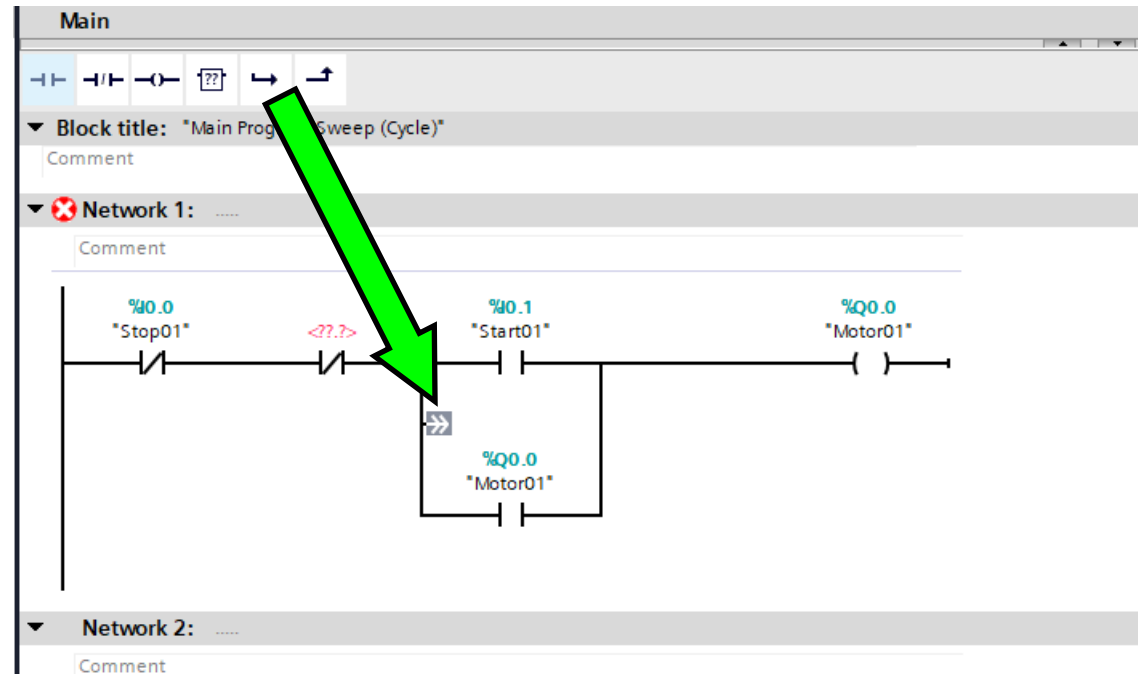 Main
??
Block title: "Main Prog Sweep (Cycle)"
Comment
Network 1: .....
Comment
%I0.0 %I0.1 %Q0.0
"Stop01" <??.?> "Start01" "Motor01"
%Q0.0
"Motor01"
Network 2: .....
Comment